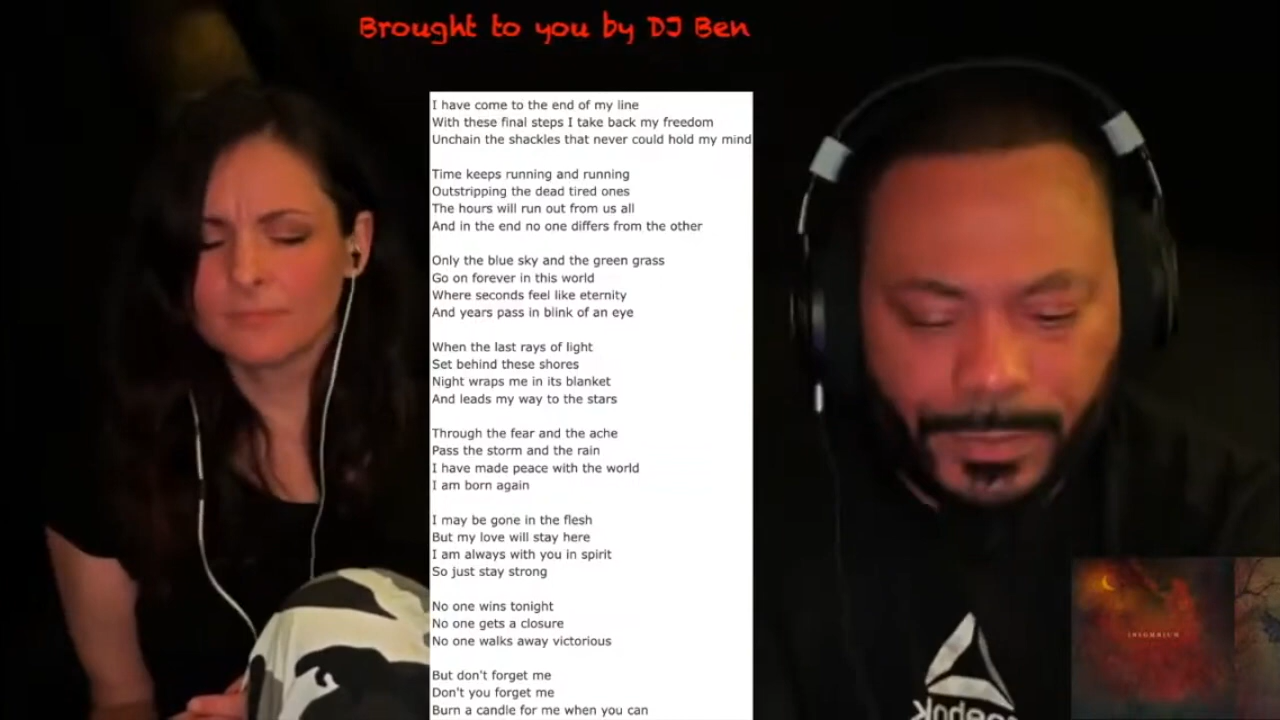 Brought to you by DJ Ben
I have come to the end of my line
With these final steps I take back my freedom
Unchain the shackles that never could hold my mind
Time keeps running and running
Outstripping the dead tired ones
The hours will run out from us all
And in the end no one differs from the other
Only the blue sky and the green grass
Go on forever in this world
Where seconds feel like eternity
And years pass in blink of an eye
When the last rays of light
Set behind these shores
Night wraps me in its blanket
And leads my way to the stars
Through the fear and the ache
Pass the storm and the rain
I have made peace with the world
I am born again
I may be gone in the flesh
But my love will stay here
I am always with you in spirit
So just stay strong
No one wins tonight
No one gets a closure
No one walks away victorious
But don't forget me
Don't you forget me
Burn a candle for me when you can
INSOMNIUM
Reebok